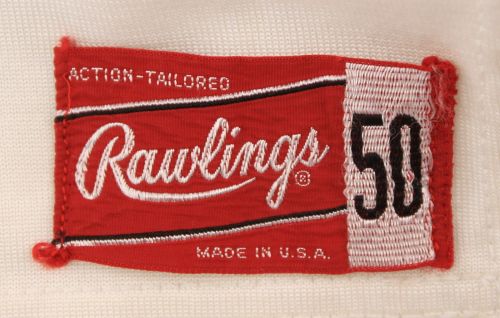 ACTION-TAILORED
Rawlings®
50
MADE IN U.S.A.